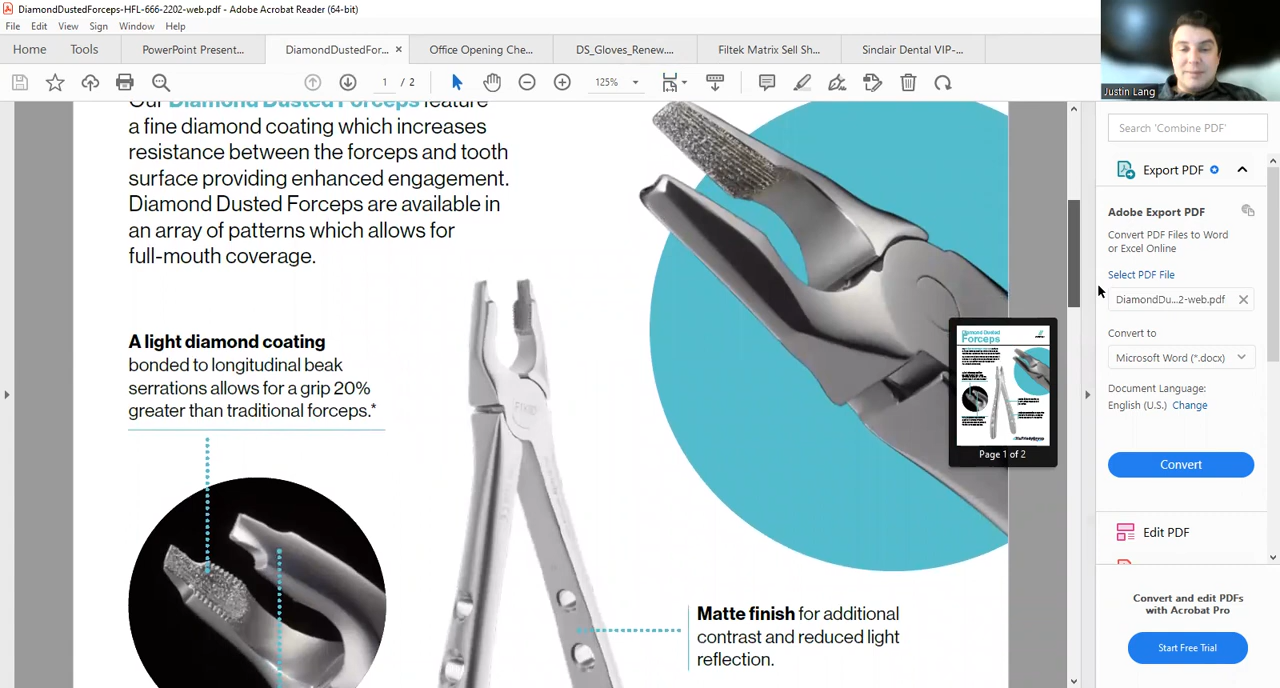 DiamondDustedForceps-HFL-666-2202-web.pdf - Adobe Acrobat Reader (64-bit)
File Edit View Sign Window Help
Home Tools PowerPoint Present... DiamondDustedFor... × Office Opening Che... DS_Gloves_Renew.... Filtek Matrix Sell Sh... Sinclair Dental VIP-...
1 / 2 125%
Justin Lang
Our Diamond Dusted Forceps feature
a fine diamond coating which increases
resistance between the forceps and tooth
surface providing enhanced engagement.
Diamond Dusted Forceps are available in
an array of patterns which allows for
full-mouth coverage.
A light diamond coating
bonded to longitudinal beak
serrations allows for a grip 20%
greater than traditional forceps.*
Matte finish for additional
contrast and reduced light
reflection.
Diamond Dusted
Forceps
Page 1 of 2
Search 'Combine PDF'
Export PDF
Adobe Export PDF
Convert PDF Files to Word
or Excel Online
Select PDF File
DiamondDu...2-web.pdf
Convert to
Microsoft Word (*.docx)
Document Language:
English (U.S.) Change
Convert
Edit PDF
Convert and edit PDFs
with Acrobat Pro
Start Free Trial